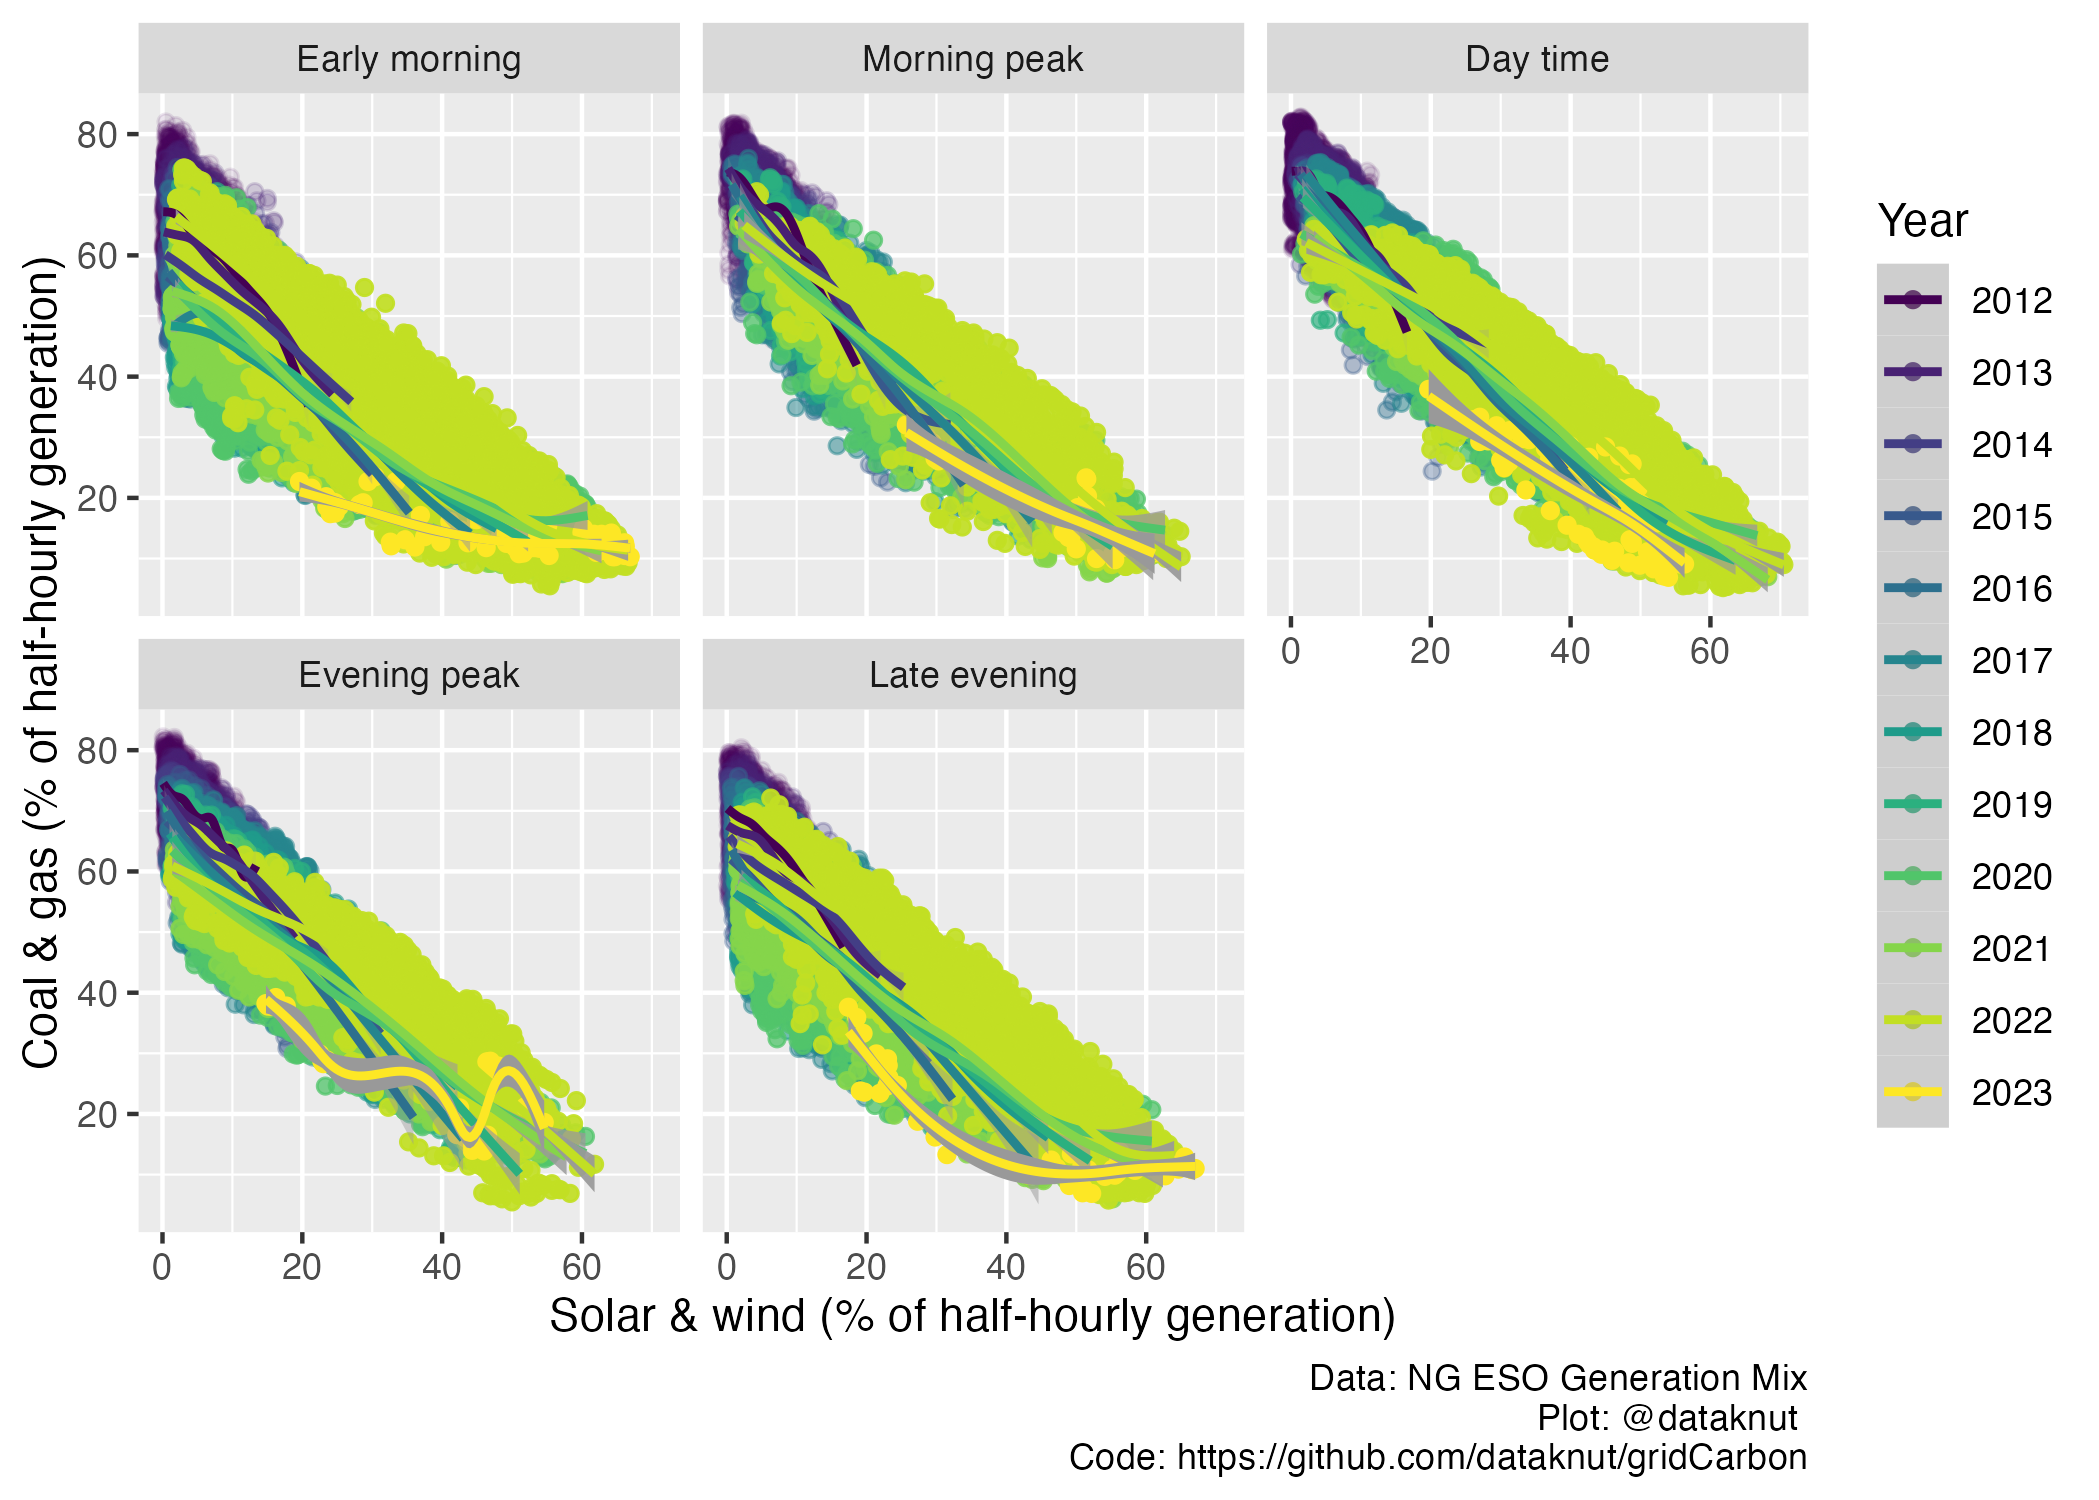 Early morning
Morning peak
Day time
80
60
40
20
0 20 40 60
Evening peak
Late evening
80
60
40
20
0 20 40 60
0 20 40 60
Coal & gas (% of half-hourly generation)
Solar & wind (% of half-hourly generation)
Year
2012
2013
2014
2015
2016
2017
2018
2019
2020
2021
2022
2023
Data: NG ESO Generation Mix
Plot: @dataknut
Code: https://github.com/dataknut/gridCarbon